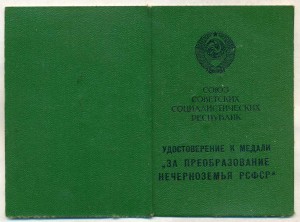 СОЮЗ
СОВЕТСКИХ
СОЦИАЛИСТИЧЕСКИХ
РЕСПУБЛИК
УДОСТОВЕРЕНИЕ К МЕДАЛИ
„ЗА ПРЕОБРАЗОВАНИЕ
НЕЧЕРНОЗЕМЬЯ РСФСР“